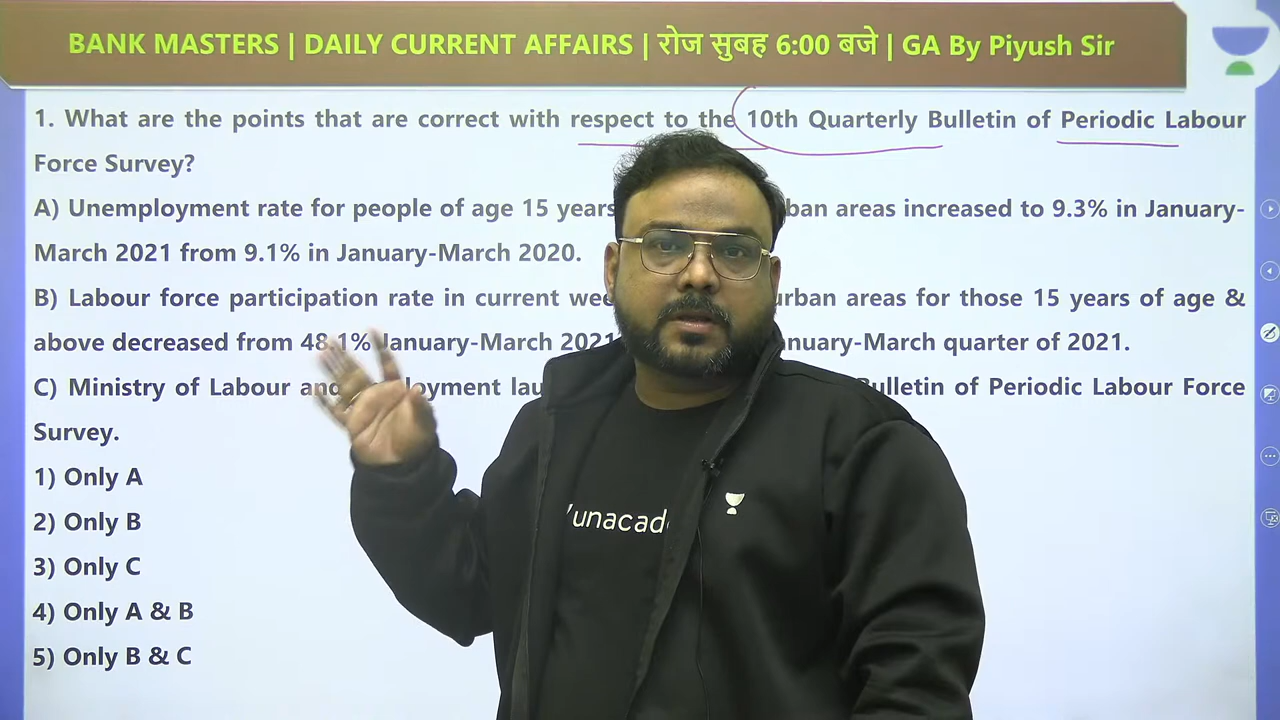 BANK MASTERS | DAILY CURRENT AFFAIRS | रोज सुबह 6:00 बजे | GA By Piyush Sir
1. What are the points that are correct with respect to the 10th Quarterly Bulletin of Periodic Labour
Force Survey?
A) Unemployment rate for people of age 15 years ban areas increased to 9.3% in January-
March 2021 from 9.1% in January-March 2020.
B) Labour force participation rate in current wee urban areas for those 15 years of age &
above decreased from 48.1% January-March 2021 nuary-March quarter of 2021.
C) Ministry of Labour and loyment lau Bulletin of Periodic Labour Force
Survey.
1) Only A
2) Only B
3) Only C
4) Only A & B
5) Only B & C
unacad